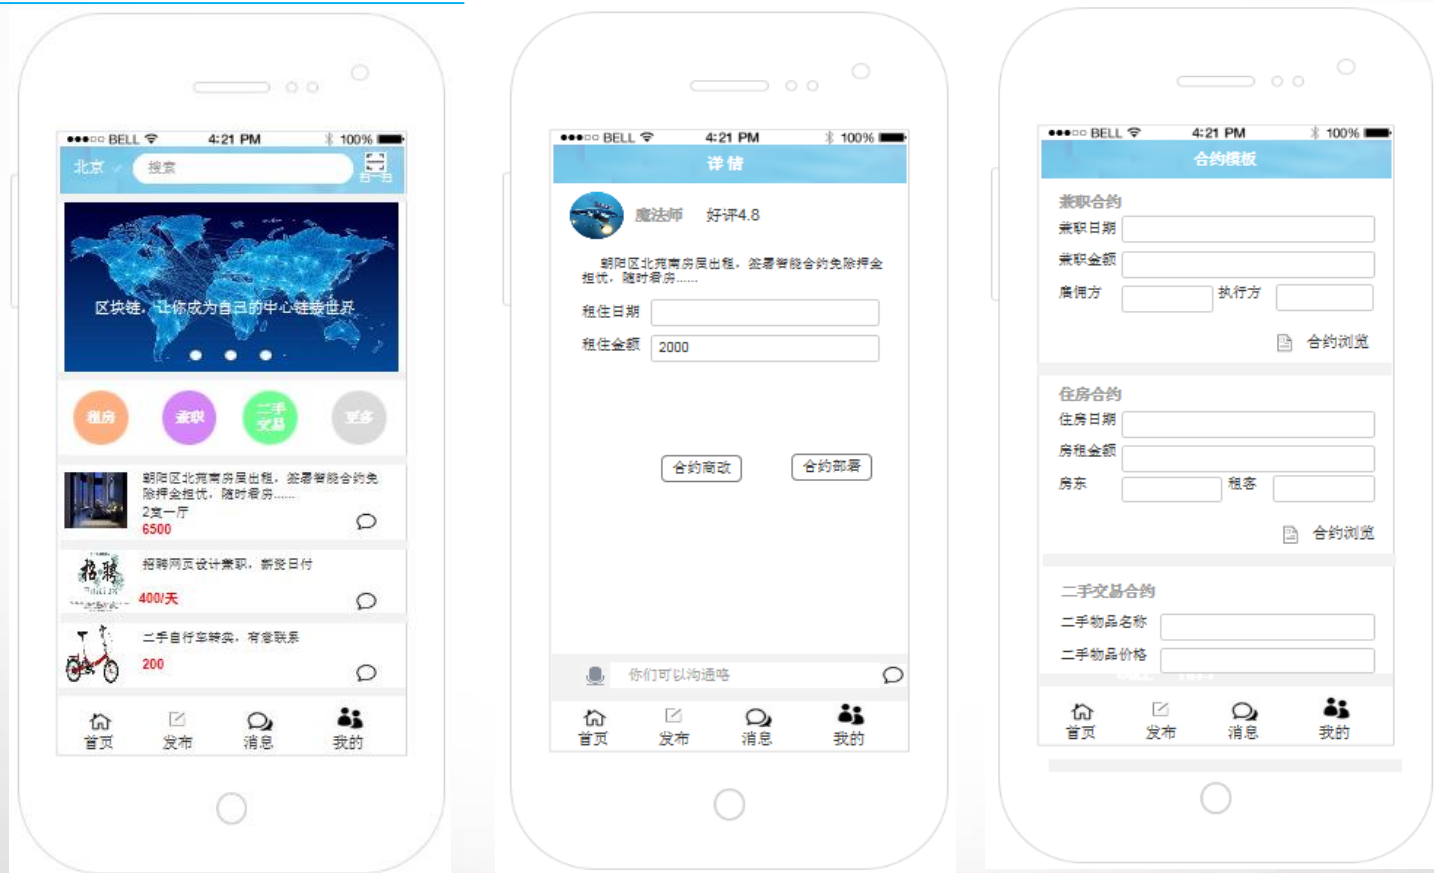 BELL 4:21 PM 100%
北京 搜索
扫一扫
区块链，让你成为自己的中心链接世界
租房 兼职 二手 更多
交易
朝阳区北苑南房屋出租，签署智能合约免
除押金担忧，随时看房......
2室一厅
6500
招聘
招聘网页设计兼职，薪资日付
400/天
二手自行车转卖，有意联系
200
首页 发布 消息 我的
BELL 4:21 PM 100%
详情
魔法师 好评4.8
朝阳区北苑南房屋出租，签署智能合约免除押金
担忧，随时看房......
租住日期
租住金额 2000
合约商改 合约部署
你们可以沟通咯
首页 发布 消息 我的
BELL 4:21 PM 100%
合约模板
兼职合约
兼职日期
兼职金额
雇佣方 执行方
合约浏览
住房合约
住房日期
房租金额
房东 租客
合约浏览
二手交易合约
二手物品名称
二手物品价格
首页 发布 消息 我的